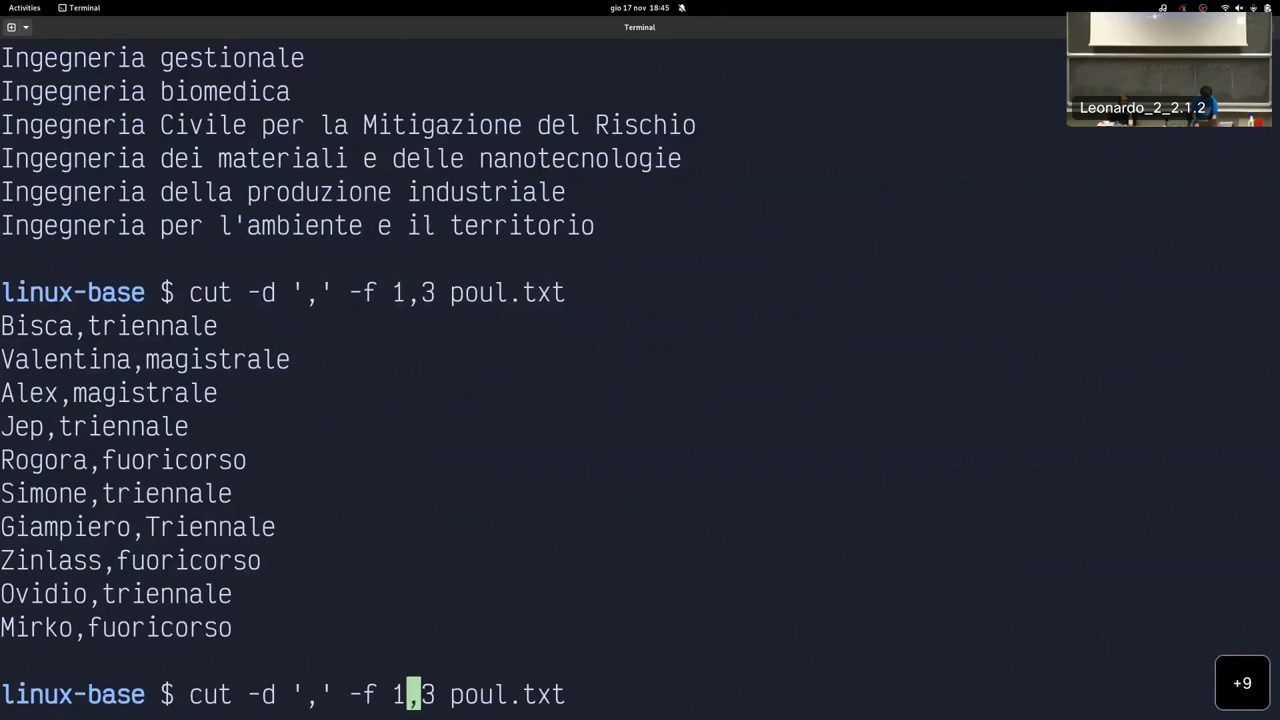 Activities Terminal gio 17 nov 18:45
Terminal
Leonardo_2_2.1.2
Ingegneria gestionale
Ingegneria biomedica
Ingegneria Civile per la Mitigazione del Rischio
Ingegneria dei materiali e delle nanotecnologie
Ingegneria della produzione industriale
Ingegneria per l'ambiente e il territorio
linux-base $ cut -d ',' -f 1,3 poul.txt
Bisca,triennale
Valentina,magistrale
Alex,magistrale
Jep,triennale
Rogora,fuoricorso
Simone,triennale
Giampiero,Triennale
Zinlass,fuoricorso
Ovidio,triennale
Mirko,fuoricorso
linux-base $ cut -d ',' -f 1,3 poul.txt
+9